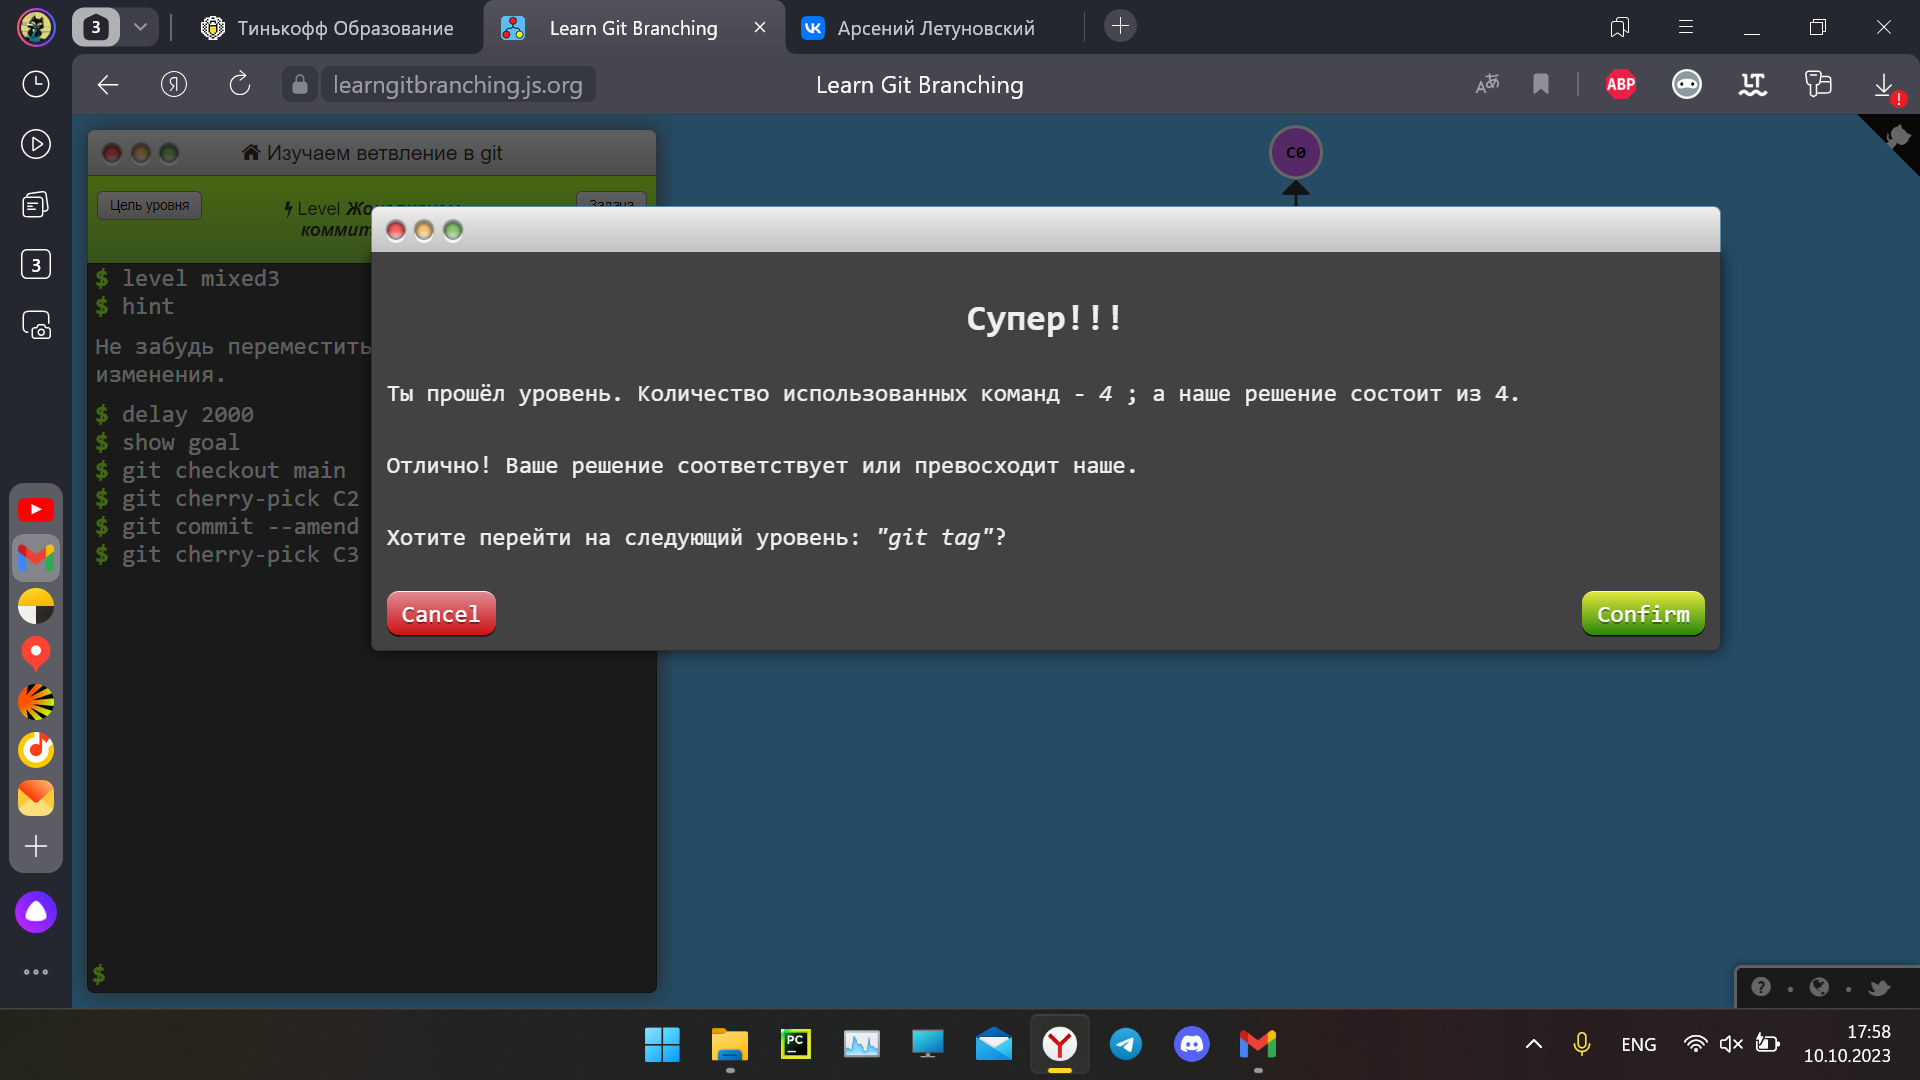 3
Тинькофф Образование
Learn Git Branching
Арсений Летуновский
learngitbranching.js.org
Learn Git Branching
ABP
LT
3
Изучаем ветвление в git
Цель уровня
Level
коммит
Задача
$ level mixed3
$ hint
Не забудь переместить
изменения.
$ delay 2000
$ show goal
$ git checkout main
$ git cherry-pick C2
$ git commit --amend
$ git cherry-pick C3
$
C0
Супер!!!
Ты прошёл уровень. Количество использованных команд - 4 ; а наше решение состоит из 4.
Отлично! Ваше решение соответствует или превосходит наше.
Хотите перейти на следующий уровень: "git tag"?
Cancel
Confirm
PC
ENG
17:58
10.10.2023